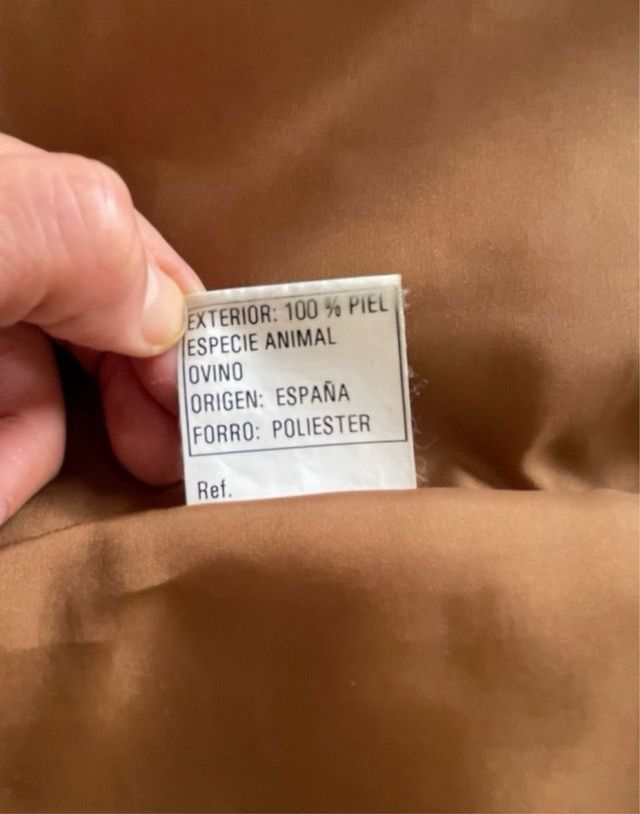 EXTERIOR: 100 % PIEL
ESPECIE ANIMAL
OVINO
ORIGEN: ESPAÑA
FORRO: POLIESTER
Ref.